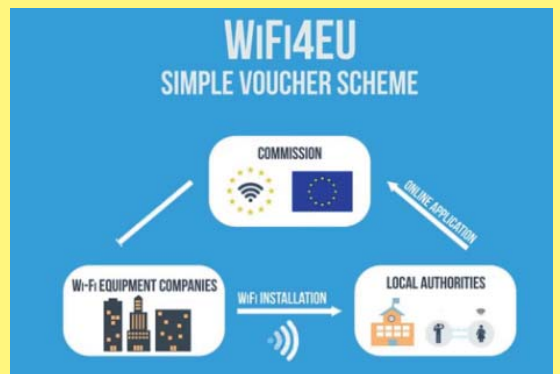 WiFi4EU
SIMPLE VOUCHER SCHEME
COMMISSION
ONLINE APPLICATION
Wi-Fi EQUIPMENT COMPANIES
WiFi INSTALLATION
LOCAL AUTHORITIES